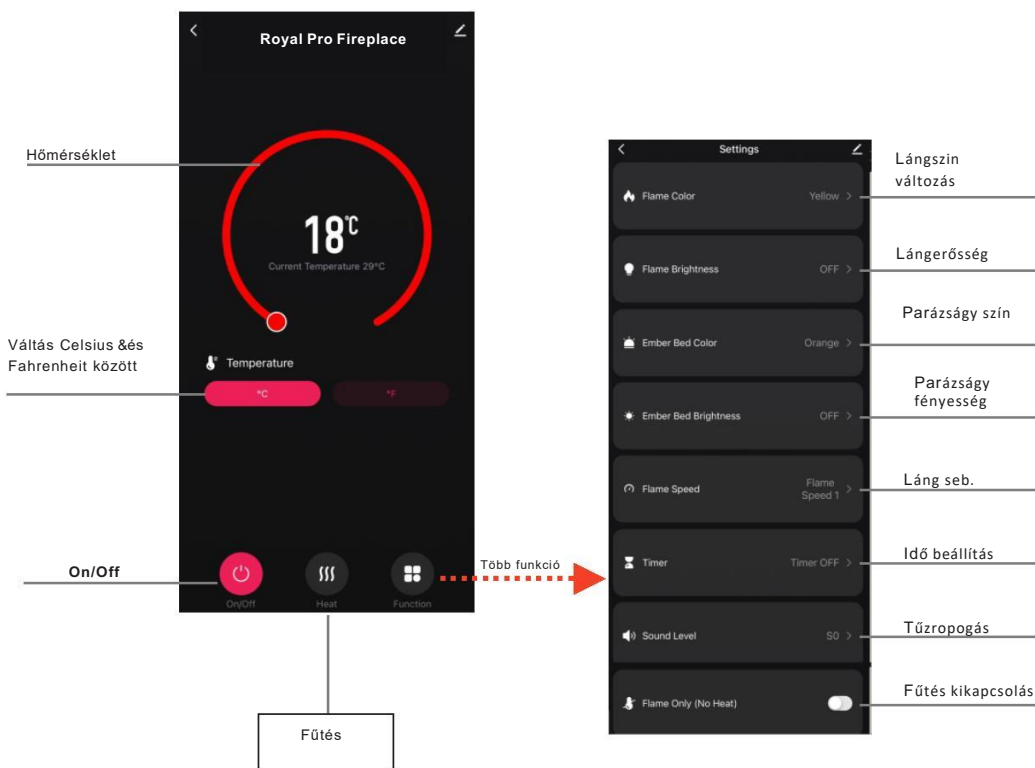 Royal Pro Fireplace
Hőmérséklet
18°C
Current Temperature 29°C
Váltás Celsius &és
Fahrenheit között
Temperature
°C
°F
On/Off
On/Off
Heat
Function
Több funkció
Fűtés
Settings
Flame Color
Yellow
Lángszin
változás
Flame Brightness
OFF
Lángerősség
Ember Bed Color
Orange
Parázságy szín
Ember Bed Brightness
OFF
Parázságy
fényesség
Flame Speed
Flame
Speed 1
Láng seb.
Timer
Timer OFF
Idő beállítás
Sound Level
S0
Tűzropogás
Flame Only (No Heat)
Fűtés kikapcsolás